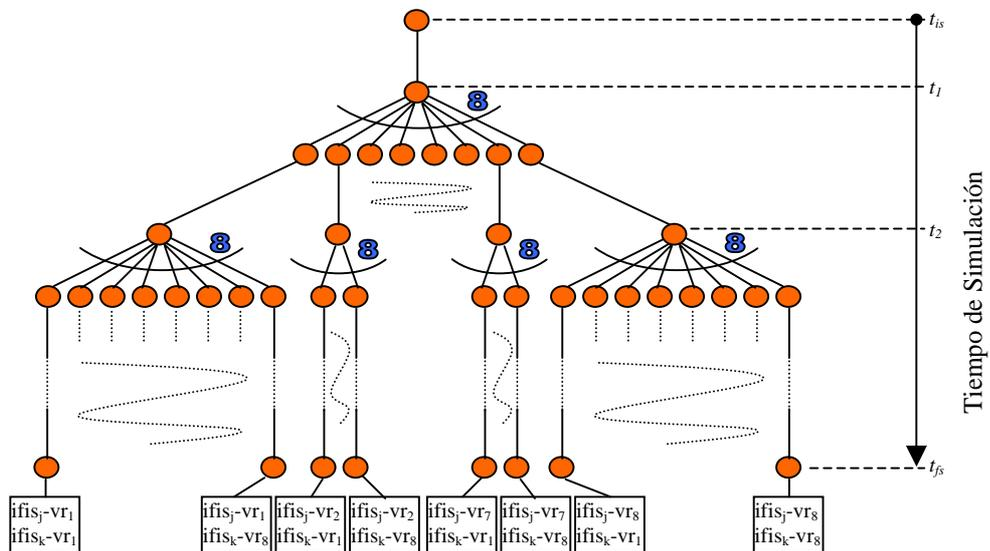 t_is
t_1
8
t_2
8
8
8
8
Tiempo de Simulación
t_fs
ifis_j-vr_1
ifis_k-vr_1
ifis_j-vr_1
ifis_k-vr_8
ifis_j-vr_2
ifis_k-vr_1
ifis_j-vr_2
ifis_k-vr_8
ifis_j-vr_7
ifis_k-vr_1
ifis_j-vr_7
ifis_k-vr_8
ifis_j-vr_8
ifis_k-vr_1
ifis_j-vr_8
ifis_k-vr_8